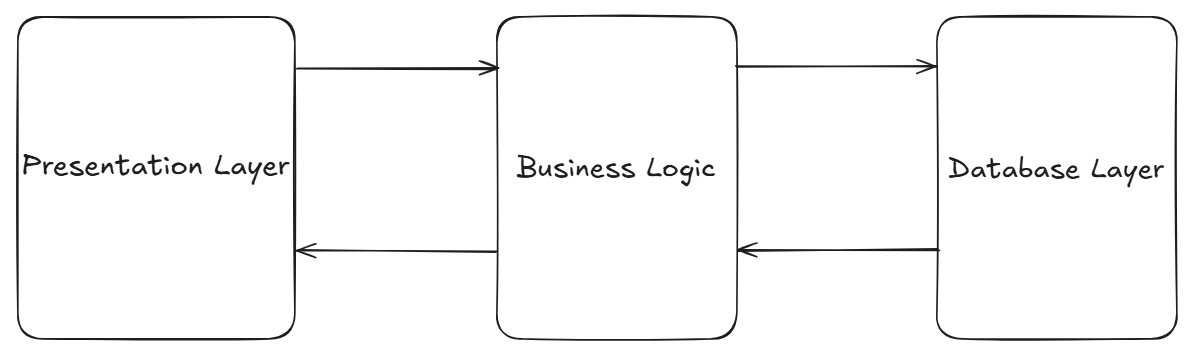 Presentation Layer
Business Logic
Database Layer